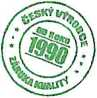 ČESKÝ VÝROBCE
OD ROKU
1990
ZÁRUKA KVALITY